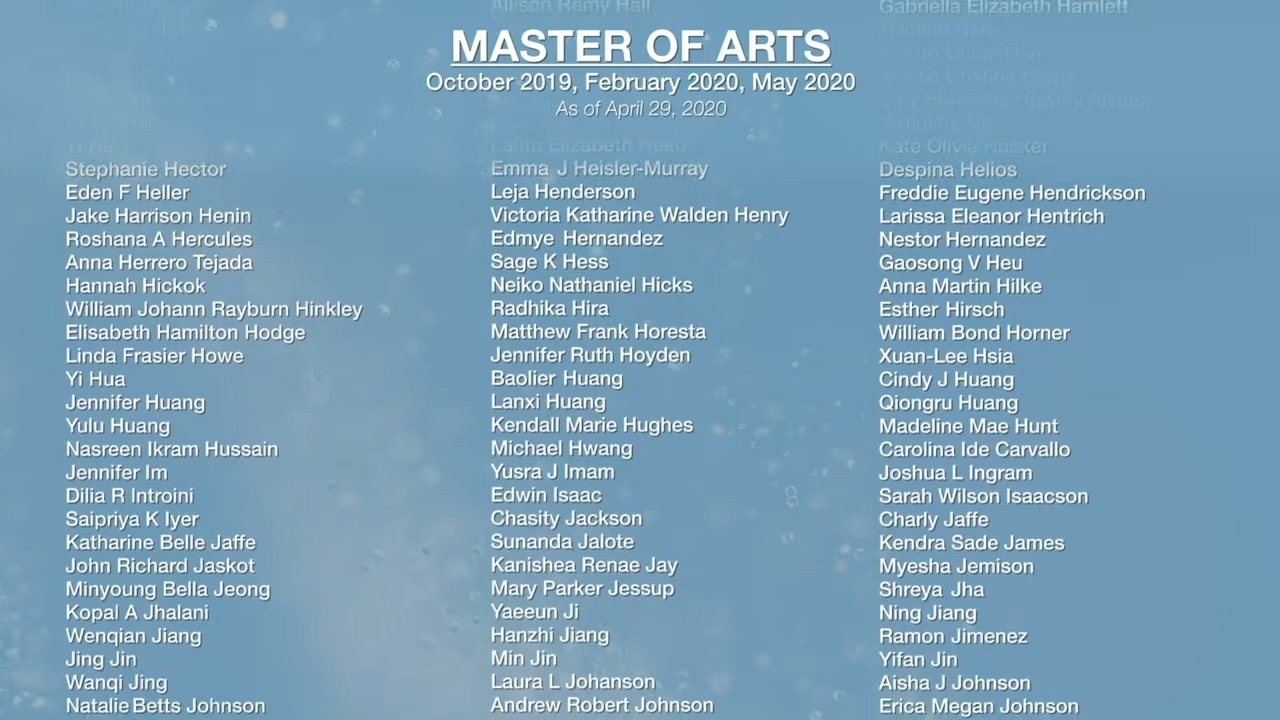 Allison Remy Hall
Gabriella Elizabeth Hamlett
MASTER OF ARTS
October 2019, February 2020, May 2020
As of April 29, 2020
Kate Olivia
Stephanie Hector
Emma J Heisler-Murray
Despina Helios
Eden F Heller
Leja Henderson
Freddie Eugene Hendrickson
Jake Harrison Henin
Victoria Katharine Walden Henry
Larissa Eleanor Hentrich
Roshana A Hercules
Edmye Hernandez
Nestor Hernandez
Anna Herrero Tejada
Sage K Hess
Gaosong V Heu
Hannah Hickok
Neiko Nathaniel Hicks
Anna Martin Hilke
William Johann Rayburn Hinkley
Radhika Hira
Esther Hirsch
Elisabeth Hamilton Hodge
Matthew Frank Horesta
William Bond Horner
Linda Frasier Howe
Jennifer Ruth Hoyden
Xuan-Lee Hsia
Yi Hua
Baolier Huang
Cindy J Huang
Jennifer Huang
Lanxi Huang
Qiongru Huang
Yulu Huang
Kendall Marie Hughes
Madeline Mae Hunt
Nasreen Ikram Hussain
Michael Hwang
Carolina Ide Carvallo
Jennifer Im
Yusra J Imam
Joshua L Ingram
Dilia R Introini
Edwin Isaac
Sarah Wilson Isaacson
Saipriya K Iyer
Chasity Jackson
Charly Jaffe
Katharine Belle Jaffe
Sunanda Jalote
Kendra Sade James
John Richard Jaskot
Kanishea Renae Jay
Myesha Jemison
Minyoung Bella Jeong
Mary Parker Jessup
Shreya Jha
Kopal A Jhalani
Yaeeun Ji
Ning Jiang
Wenqian Jiang
Hanzhi Jiang
Ramon Jimenez
Jing Jin
Min Jin
Yifan Jin
Wanqi Jing
Laura L Johanson
Aisha J Johnson
Natalie Betts Johnson
Andrew Robert Johnson
Erica Megan Johnson